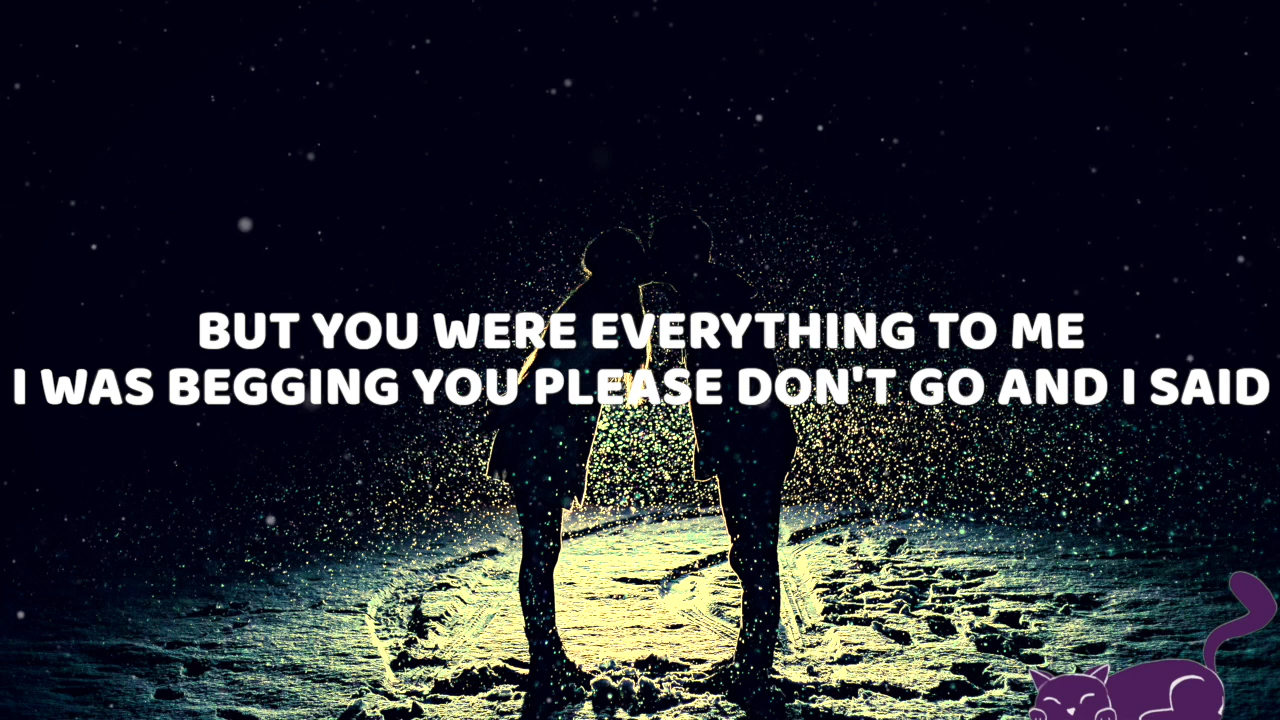 BUT YOU WERE EVERYTHING TO ME
I WAS BEGGING YOU PLEASE DON'T GO AND I SAID